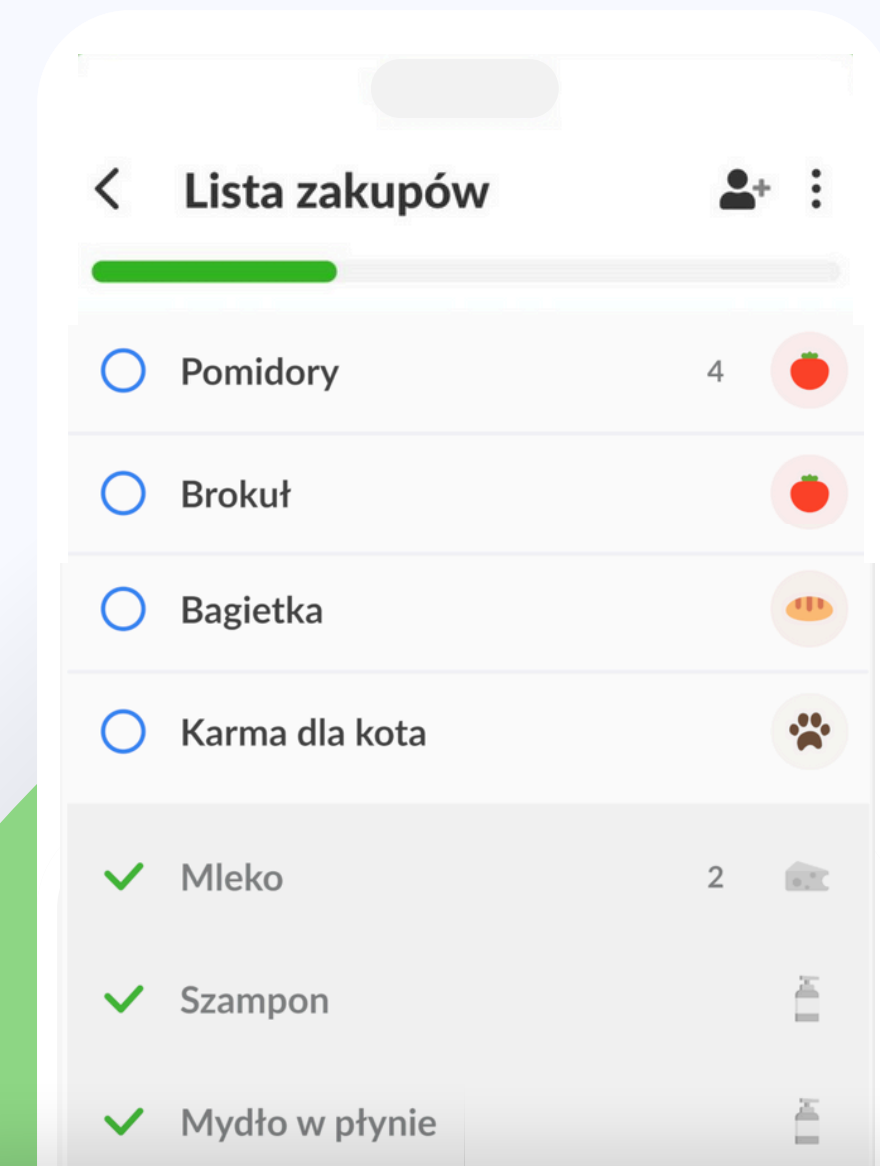 Lista zakupów
Pomidory 4
Brokuł
Bagietka
Karma dla kota
Mleko 2
Szampon
Mydło w płynie